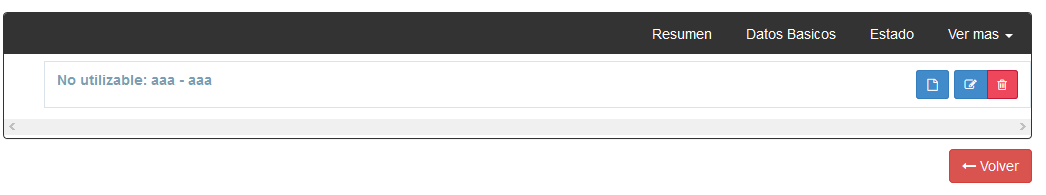 Resumen Datos Basicos Estado Ver mas
No utilizable: aaa - aaa
Volver